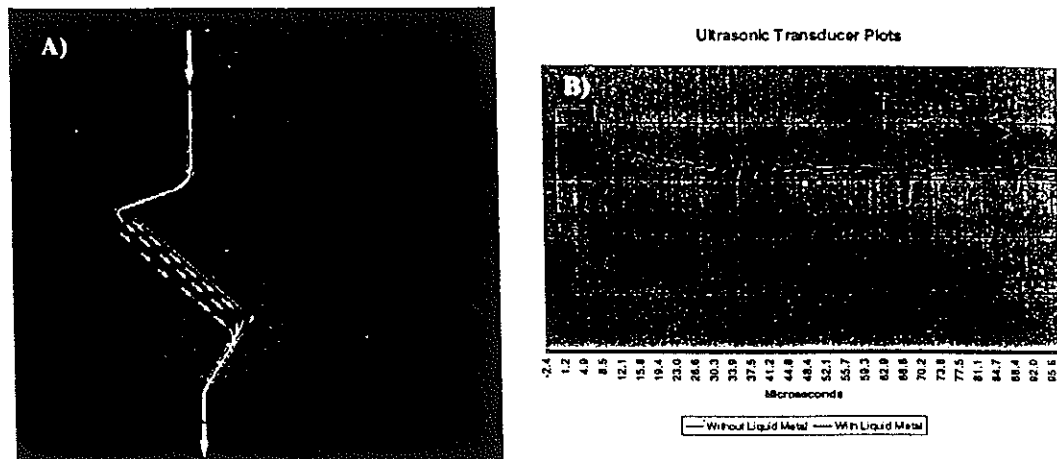 A)
Ultrasonic Transducer Plots
B)
-2.4 1.2 4.9 8.5 12.1 15.8 19.4 23.0 26.6 30.3 33.9 37.5 41.2 44.8 48.4 52.1 55.7 59.3 62.9 66.6 70.2 73.8 77.5 81.1 84.7 88.4 92.0 95.6
Microseconds
Without Liquid Metal With Liquid Metal